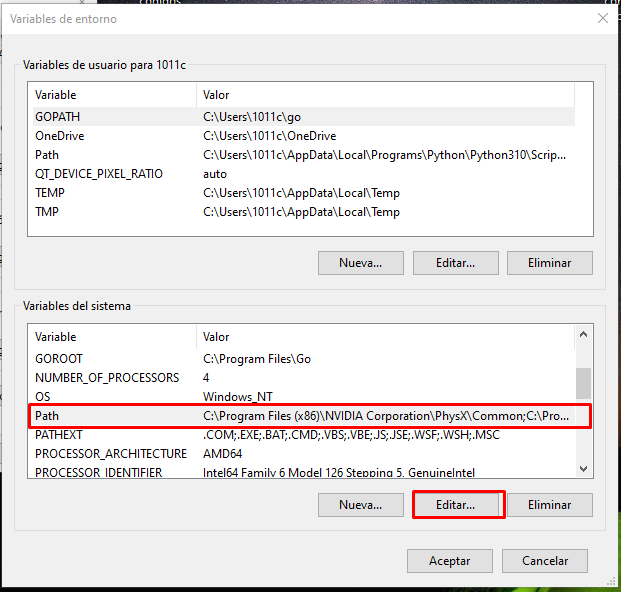 Variables de entorno
Variables de usuario para 1011c
Variable Valor
GOPATH C:\Users\1011c\go
OneDrive C:\Users\1011c\OneDrive
Path C:\Users\1011c\AppData\Local\Programs\Python\Python310\Scrip...
QT_DEVICE_PIXEL_RATIO auto
TEMP C:\Users\1011c\AppData\Local\Temp
TMP C:\Users\1011c\AppData\Local\Temp
Nueva... Editar... Eliminar
Variables del sistema
Variable Valor
GOROOT C:\Program Files\Go
NUMBER_OF_PROCESSORS 4
OS Windows_NT
Path C:\Program Files (x86)\NVIDIA Corporation\PhysX\Common;C:\Pro...
PATHEXT .COM;.EXE;.BAT;.CMD;.VBS;.VBE;.JS;.JSE;.WSF;.WSH;.MSC
PROCESSOR_ARCHITECTURE AMD64
PROCESSOR_IDENTIFIER Intel64 Family 6 Model 126 Stepping 5, GenuineIntel
Nueva... Editar... Eliminar
Aceptar Cancelar